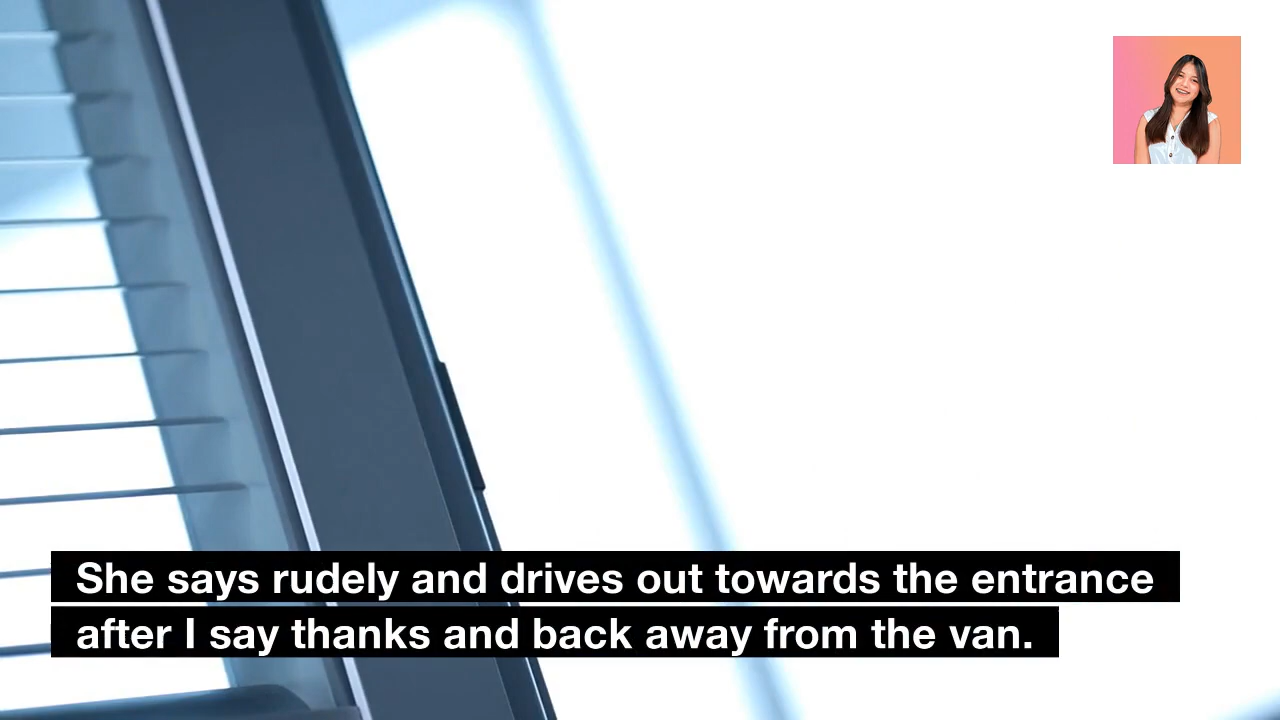 She says rudely and drives out towards the entrance
after I say thanks and back away from the van.